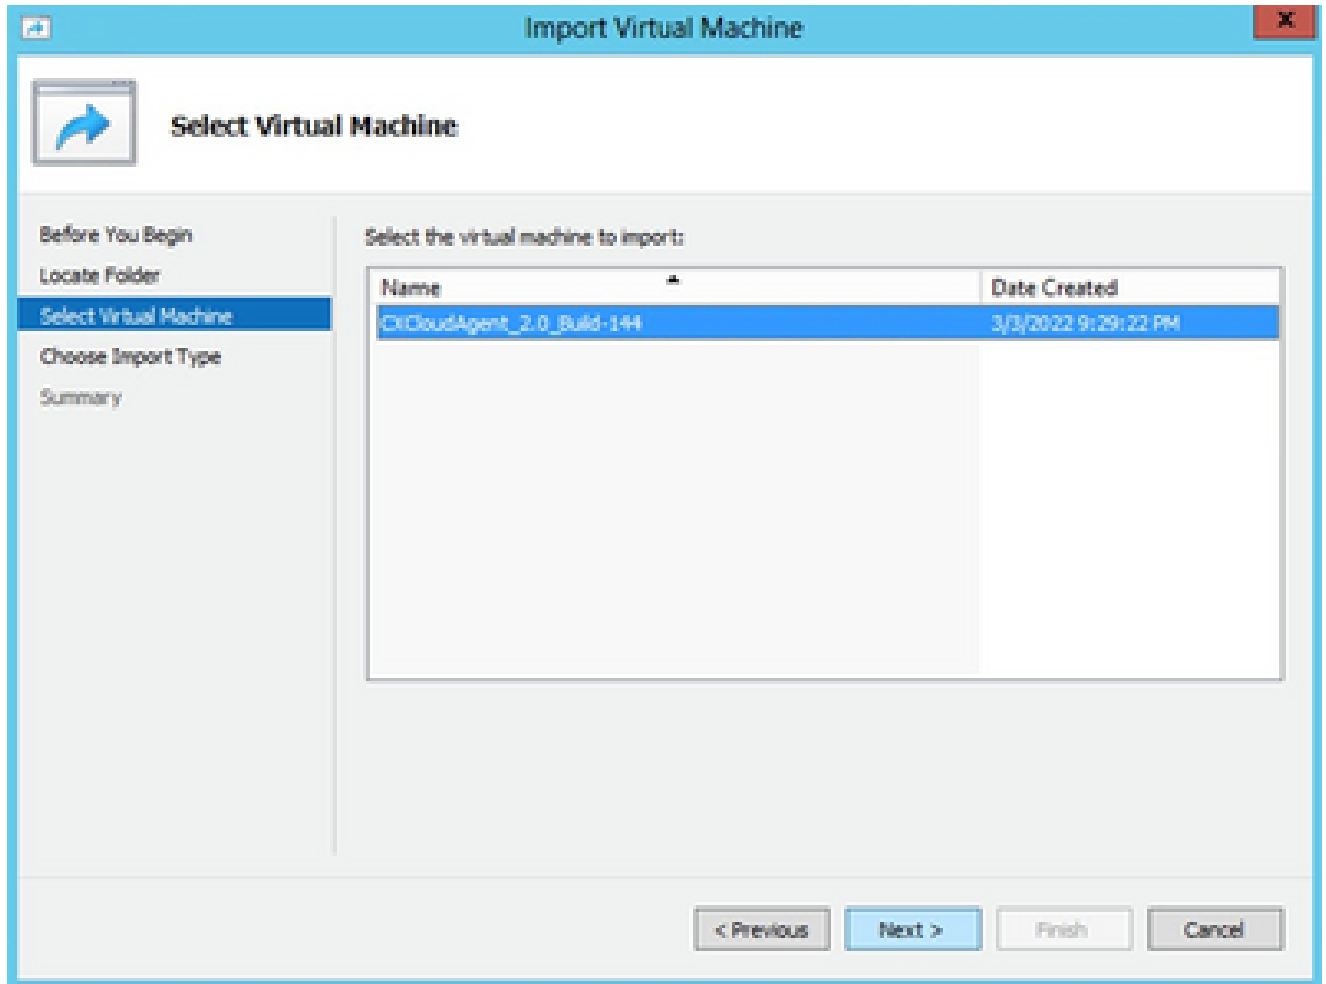 Import Virtual Machine
x
Select Virtual Machine
Before You Begin
Locate Folder
Select Virtual Machine
Choose Import Type
Summary
Select the virtual machine to import:
Name Date Created
CXCloudAgent_2.0_Build-144 3/3/2022 9:29:22 PM
< Previous Next > Finish Cancel